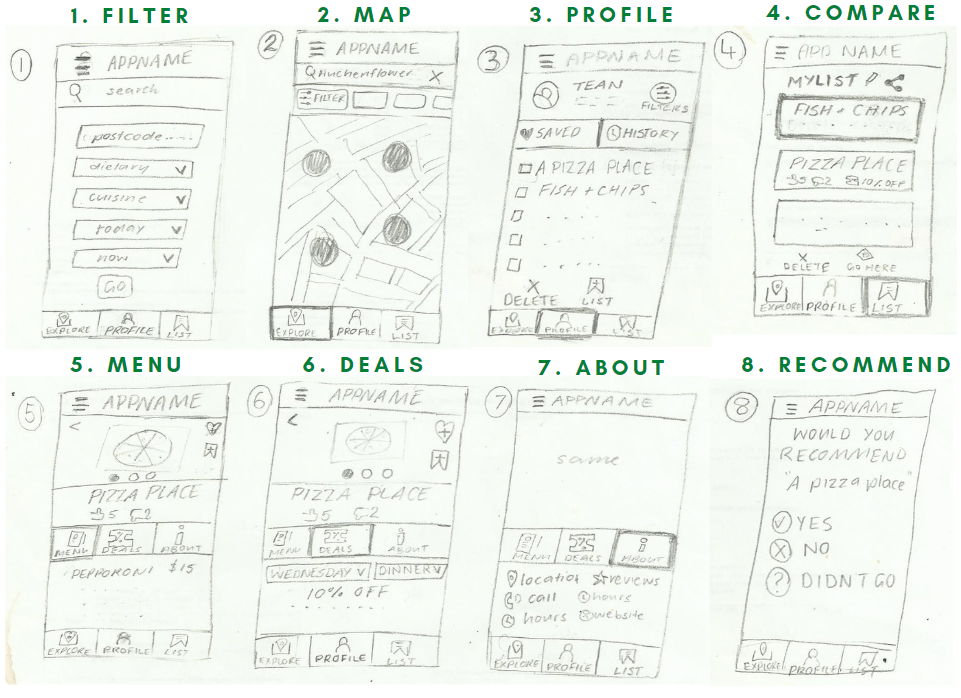 1. FILTER
2. MAP
3. PROFILE
4. COMPARE
1
APPNAME
search
postcode....
dietary
cuisine
today
now
GO
EXPLORE PROFILE LIST
2
APPNAME
FILTER
EXPLORE PROFILE LIST
3
APPNAME
TEAN
FILTERS
SAVED HISTORY
A PIZZA PLACE
FISH + CHIPS
DELETE LIST
EXPLORE PROFILE LIST
4
APP NAME
MYLIST
FISH + CHIPS
PIZZA PLACE
5 2 10% OFF
DELETE GO HERE
EXPLORE PROFILE LIST
5. MENU
6. DEALS
7. ABOUT
8. RECOMMEND
5
APPNAME
<
PIZZA PLACE
5 2
MENU DEALS ABOUT
PEPPORONI $15
EXPLORE PROFILE LIST
6
APPNAME
<
PIZZA PLACE
5 2
MENU DEALS ABOUT
WEDNESDAY DINNER
10% OFF
EXPLORE PROFILE LIST
7
APPNAME
same
MENU DEALS ABOUT
location reviews
call hours
hours website
EXPLORE PROFILE LIST
8
APPNAME
WOULD YOU
RECOMMEND
"A pizza place"
YES
NO
? DIDNT GO
EXPLORE PROFILE LIST